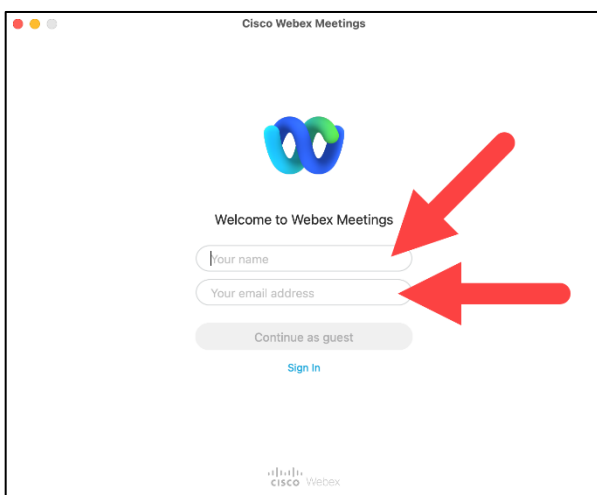 Cisco Webex Meetings
Welcome to Webex Meetings
Your name
Your email address
Continue as guest
Sign In
CISCO Webex